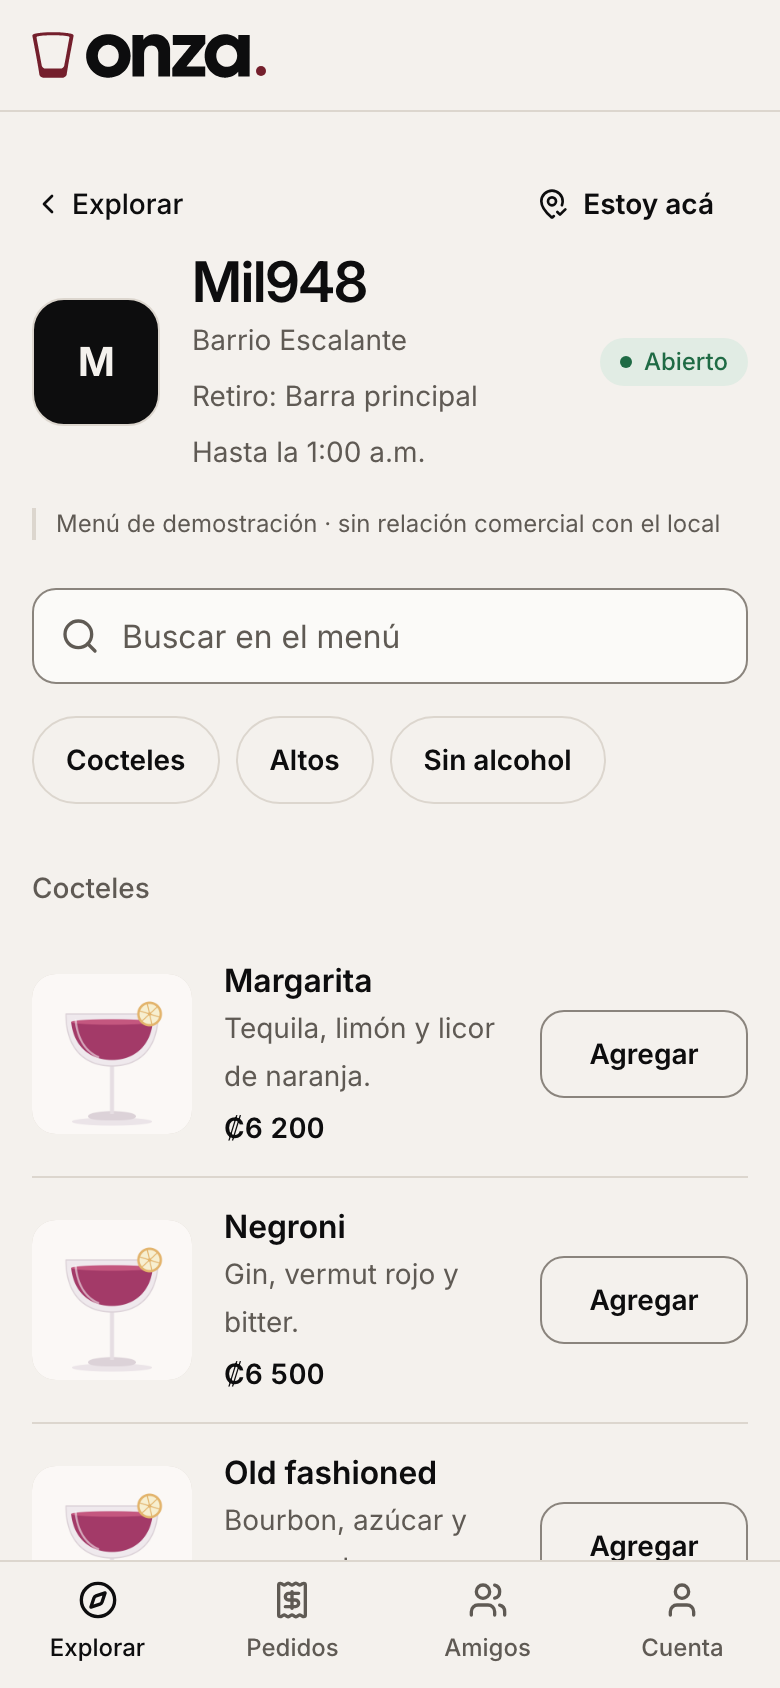 onza.
Explorar
Estoy acá
Mil948
M
Barrio Escalante
Abierto
Retiro: Barra principal
Hasta la 1:00 a.m.
Menú de demostración · sin relación comercial con el local
Buscar en el menú
Cocteles
Altos
Sin alcohol
Cocteles
Margarita
Tequila, limón y licor
de naranja.
Agregar
₡6 200
Negroni
Gin, vermut rojo y
bitter.
Agregar
₡6 500
Old fashioned
Bourbon, azúcar y
Agregar
Explorar
Pedidos
Amigos
Cuenta